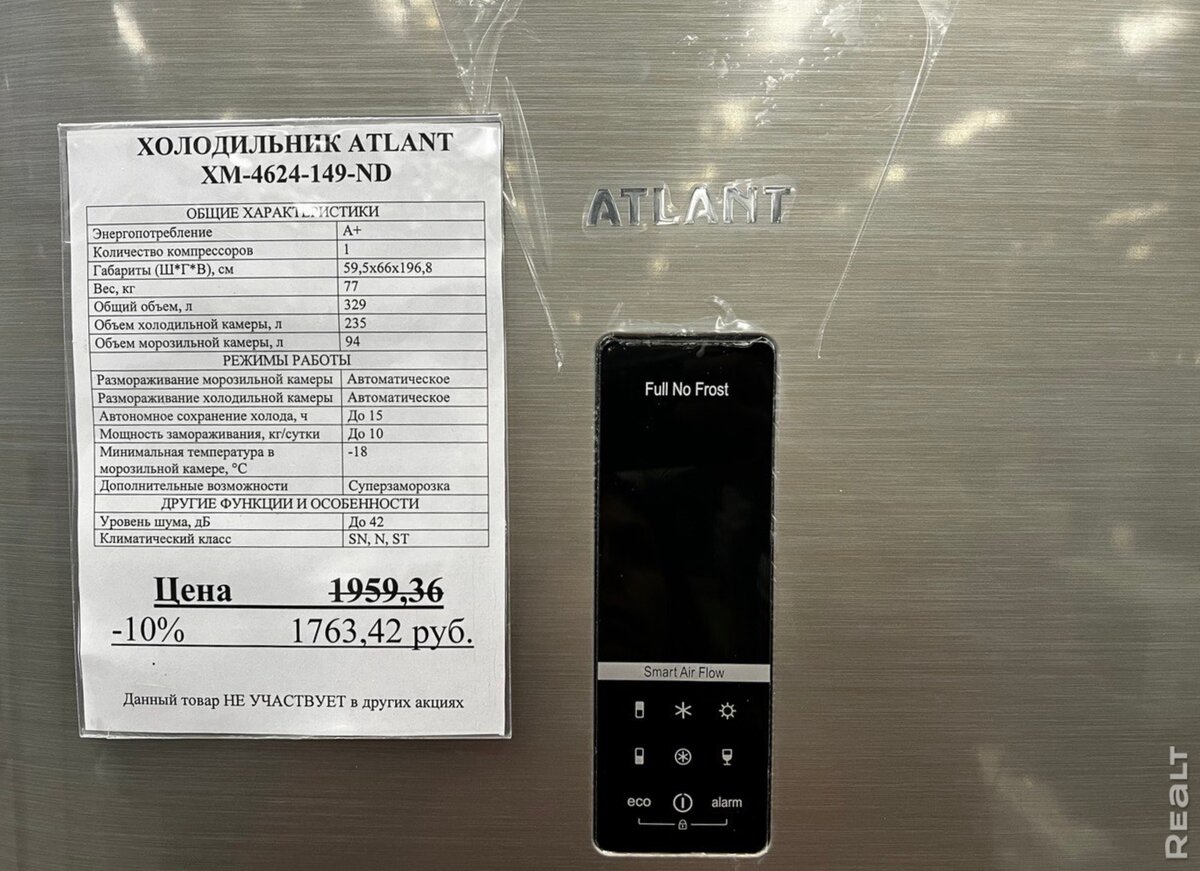 ХОЛОДИЛЬНИК ATLANT
ХМ-4624-149-ND
ОБЩИЕ ХАРАКТЕРИСТИКИ
Энергопотребление A+
Количество компрессоров 1
Габариты (Ш*Г*В), см 59,5х66х196,8
Вес, кг 77
Общий объем, л 329
Объем холодильной камеры, л 235
Объем морозильной камеры, л 94
РЕЖИМЫ РАБОТЫ
Размораживание морозильной камеры Автоматическое
Размораживание холодильной камеры Автоматическое
Автономное сохранение холода, ч До 15
Мощность замораживания, кг/сутки До 10
Минимальная температура в -18
морозильной камере, °С
Дополнительные возможности Суперзаморозка
ДРУГИЕ ФУНКЦИИ И ОСОБЕННОСТИ
Уровень шума, дБ До 42
Климатический класс SN, N, ST
Цена 1959,36
-10% 1763,42 руб.
Данный товар НЕ УЧАСТВУЕТ в других акциях
ATLANT
Full No Frost
Smart Air Flow
eco alarm
Realt